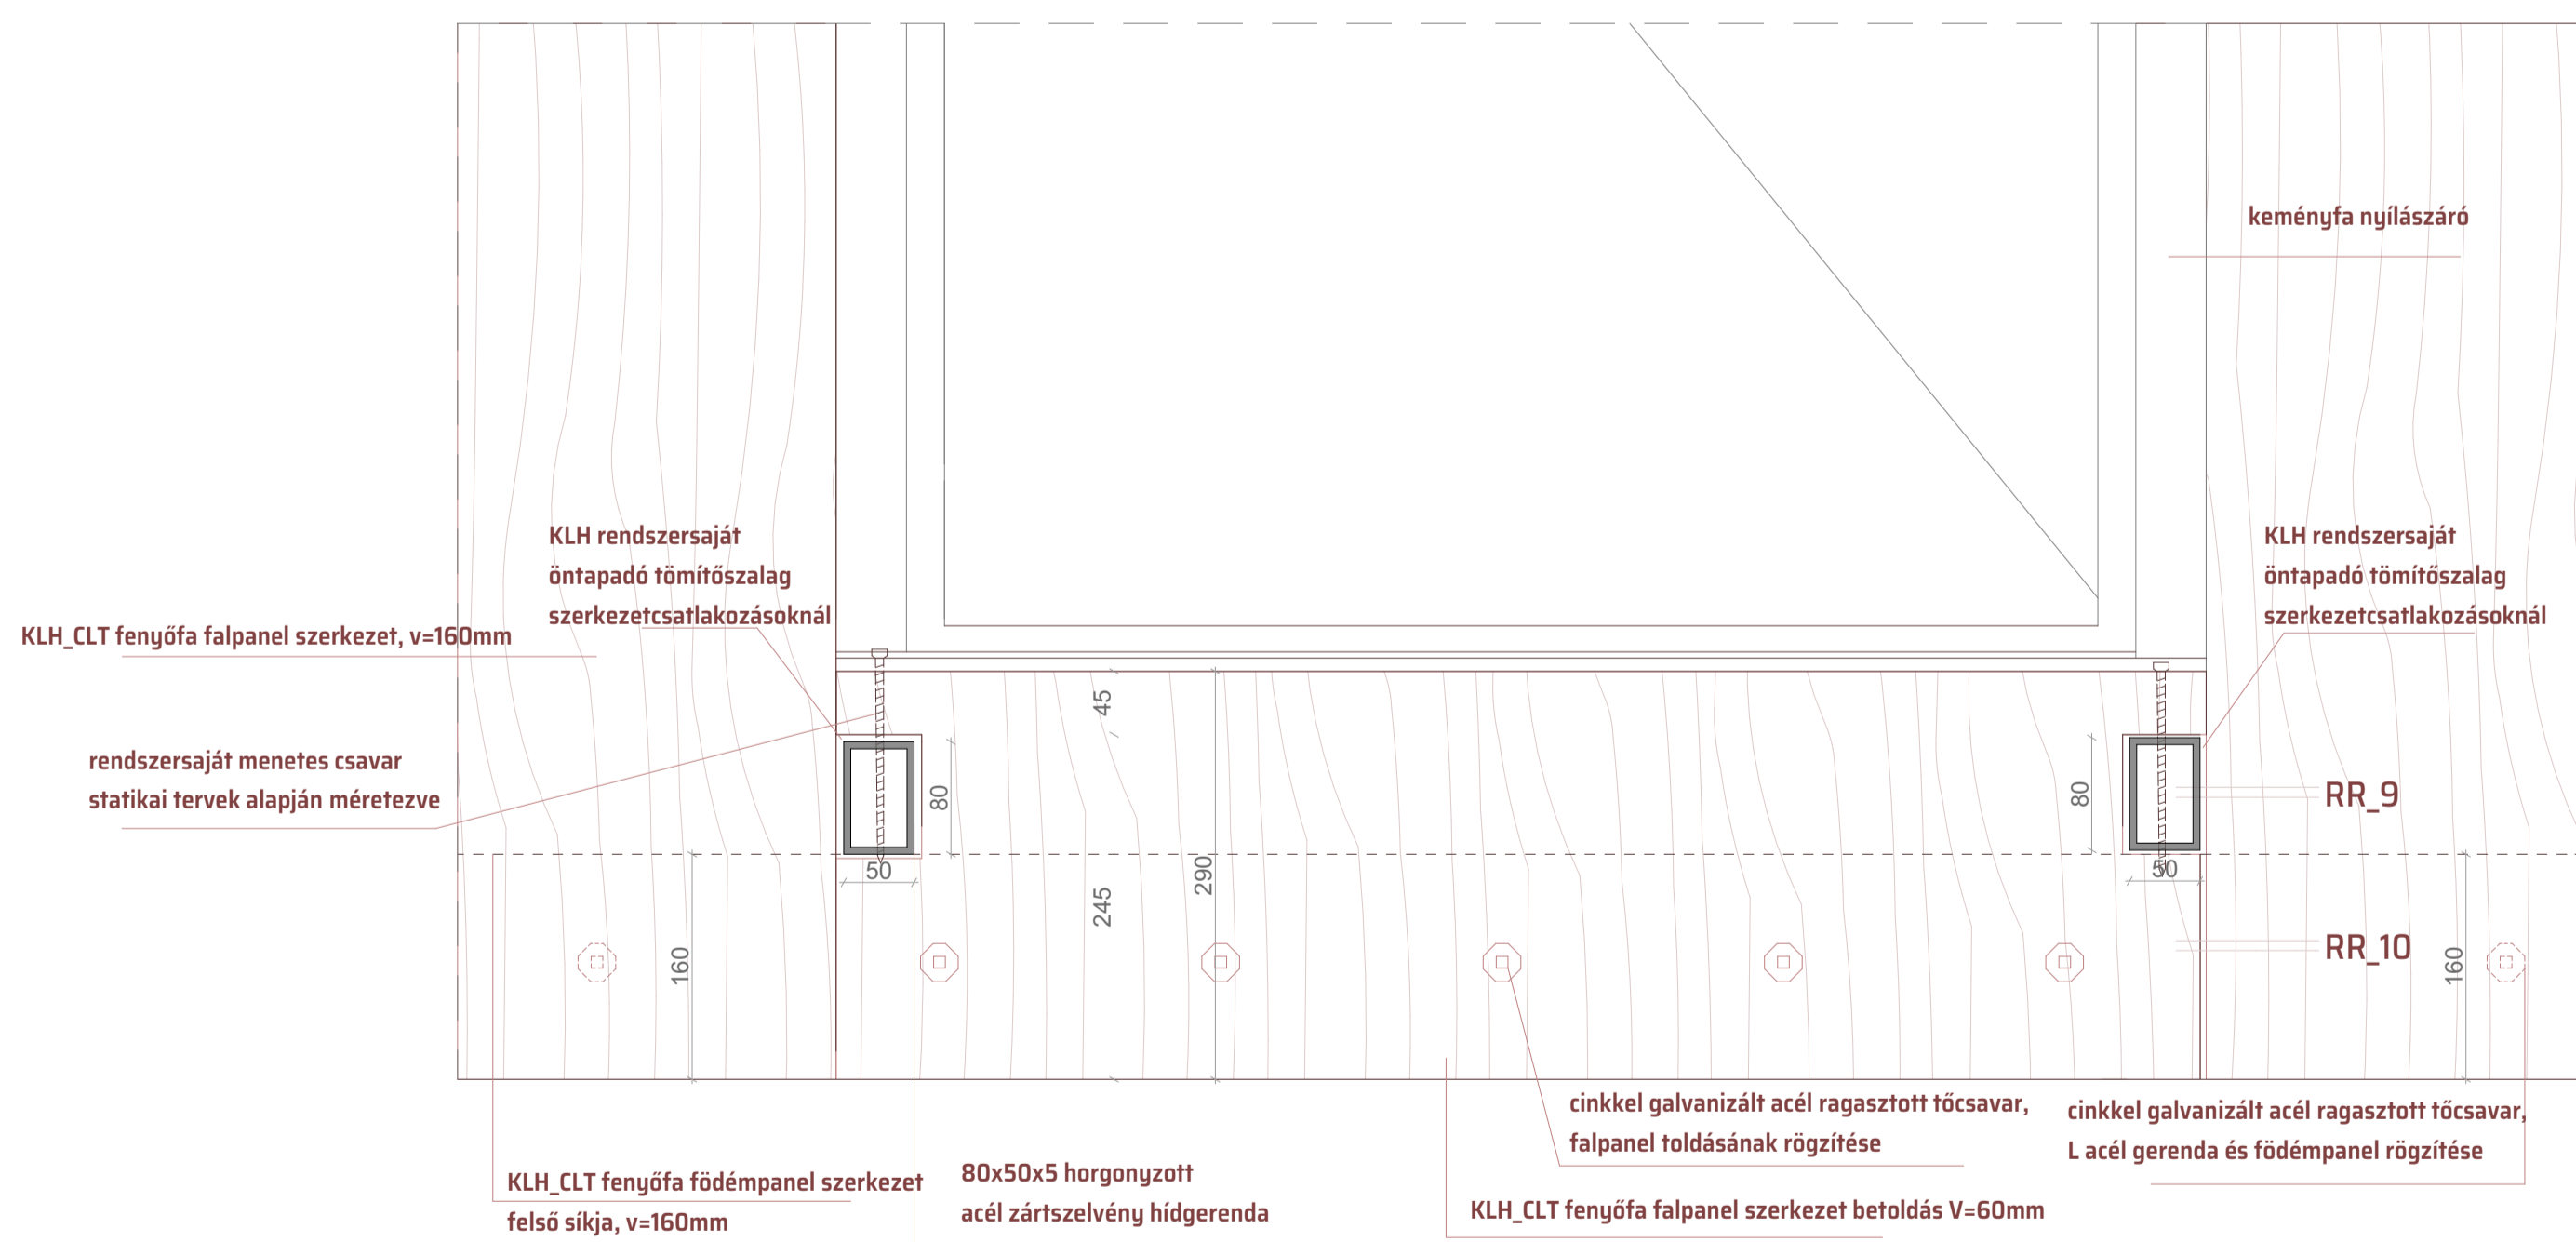 keményfa nyílászáró
KLH rendszersaját
öntapadó tömítőszalag
szerkezetcsatlakozásoknál
KLH rendszersaját
öntapadó tömítőszalag
szerkezetcsatlakozásoknál
KLH_CLT fenyőfa falpanel szerkezet, v=160mm
rendszersaját menetes csavar
statikai tervek alapján méretezve
45
80
80
RR_9
50
50
290
245
160
RR_10
160
cinkkel galvanizált acél ragasztott tőcsavar,
falpanel toldásának rögzítése
cinkkel galvanizált acél ragasztott tőcsavar,
L acél gerenda és födémpanel rögzítése
KLH_CLT fenyőfa födémpanel szerkezet
felső síkja, v=160mm
80x50x5 horgonyzott
acél zártszelvény hídgerenda
KLH_CLT fenyőfa falpanel szerkezet betoldás V=60mm